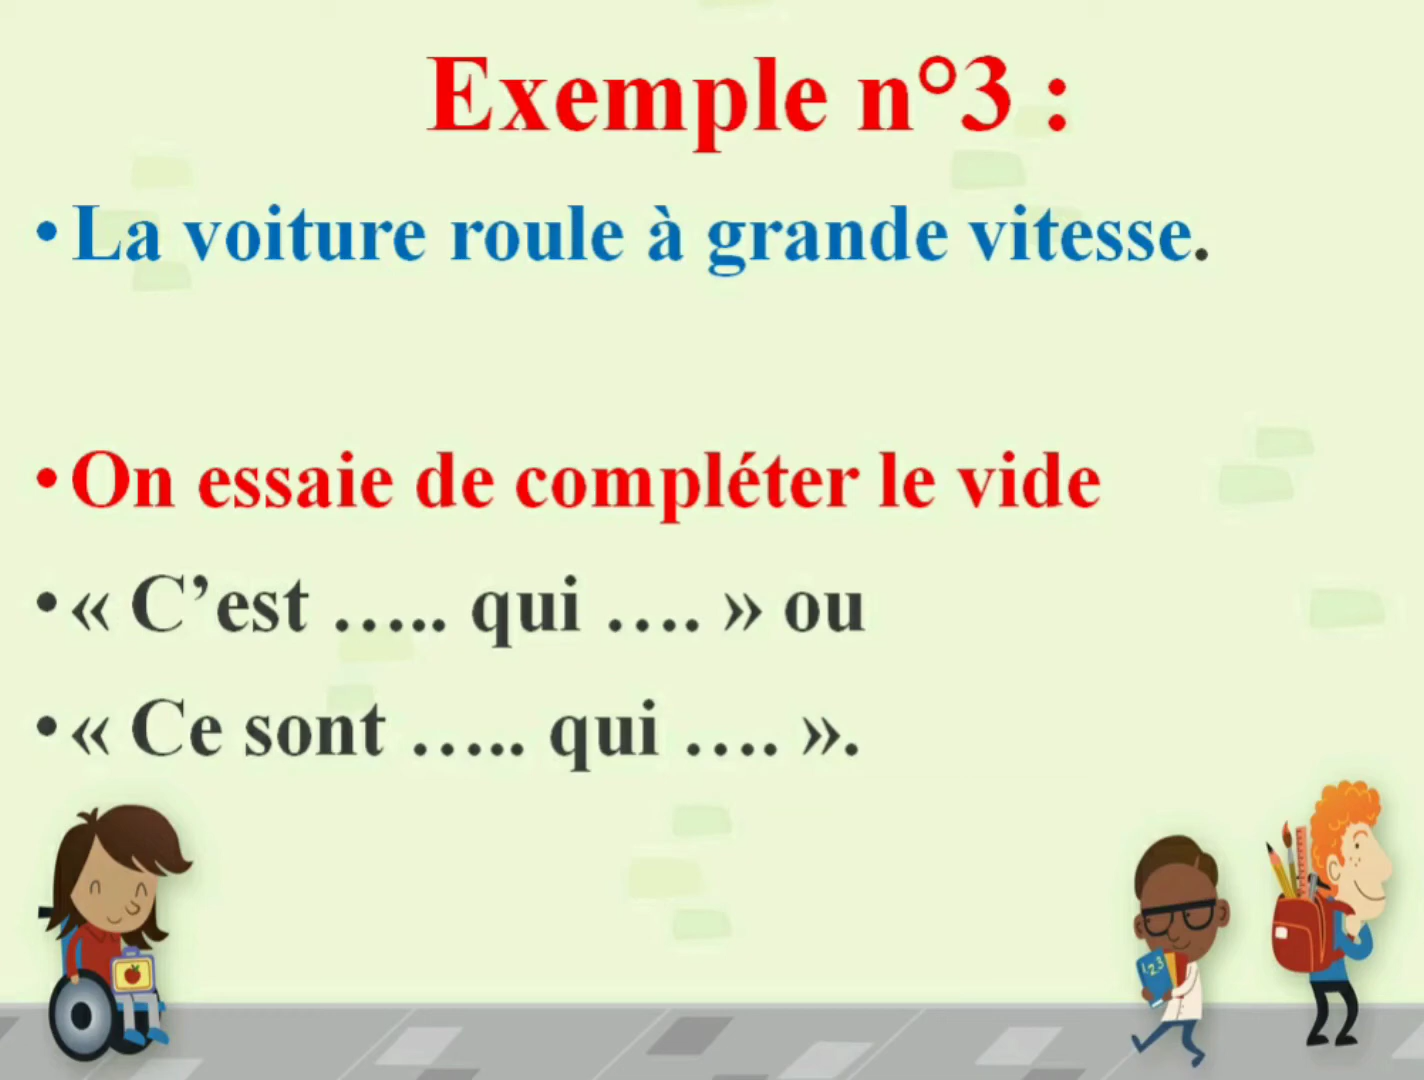 Exemple n°3 :
• La voiture roule à grande vitesse.
• On essaie de compléter le vide
• « C’est ….. qui …. » ou
• « Ce sont ….. qui …. ».
123